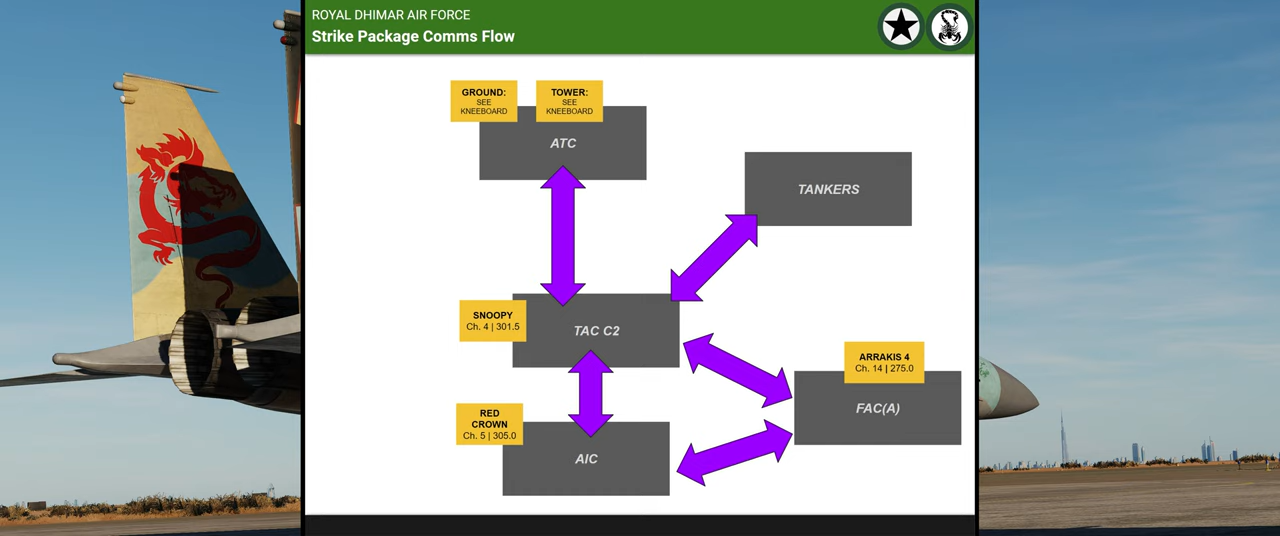 ROYAL DHIMAR AIR FORCE
Strike Package Comms Flow
GROUND:
SEE
KNEEBOARD
TOWER:
SEE
KNEEBOARD
ATC
TANKERS
SNOOPY
Ch. 4 | 301.5
TAC C2
ARRAKIS 4
Ch. 14 | 275.0
FAC(A)
RED
CROWN
Ch. 5 | 305.0
AIC